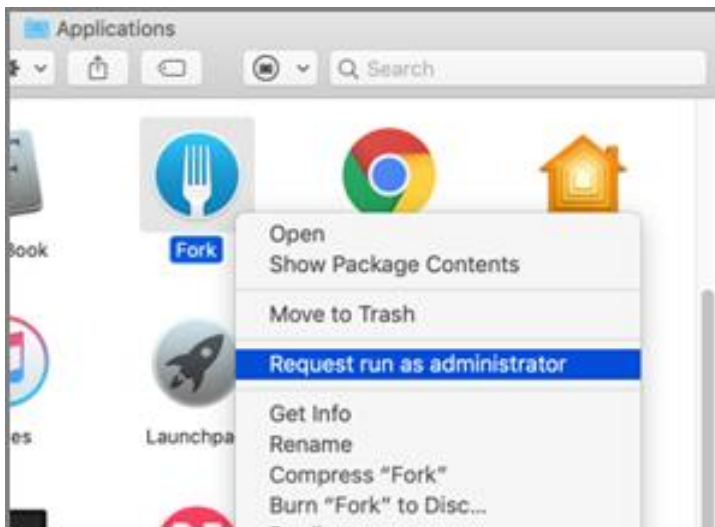 Applications
Search
Book
Fork
Open
Show Package Contents
Move to Trash
Request run as administrator
es
Launchpa
Get Info
Rename
Compress "Fork"
Burn "Fork" to Disc...